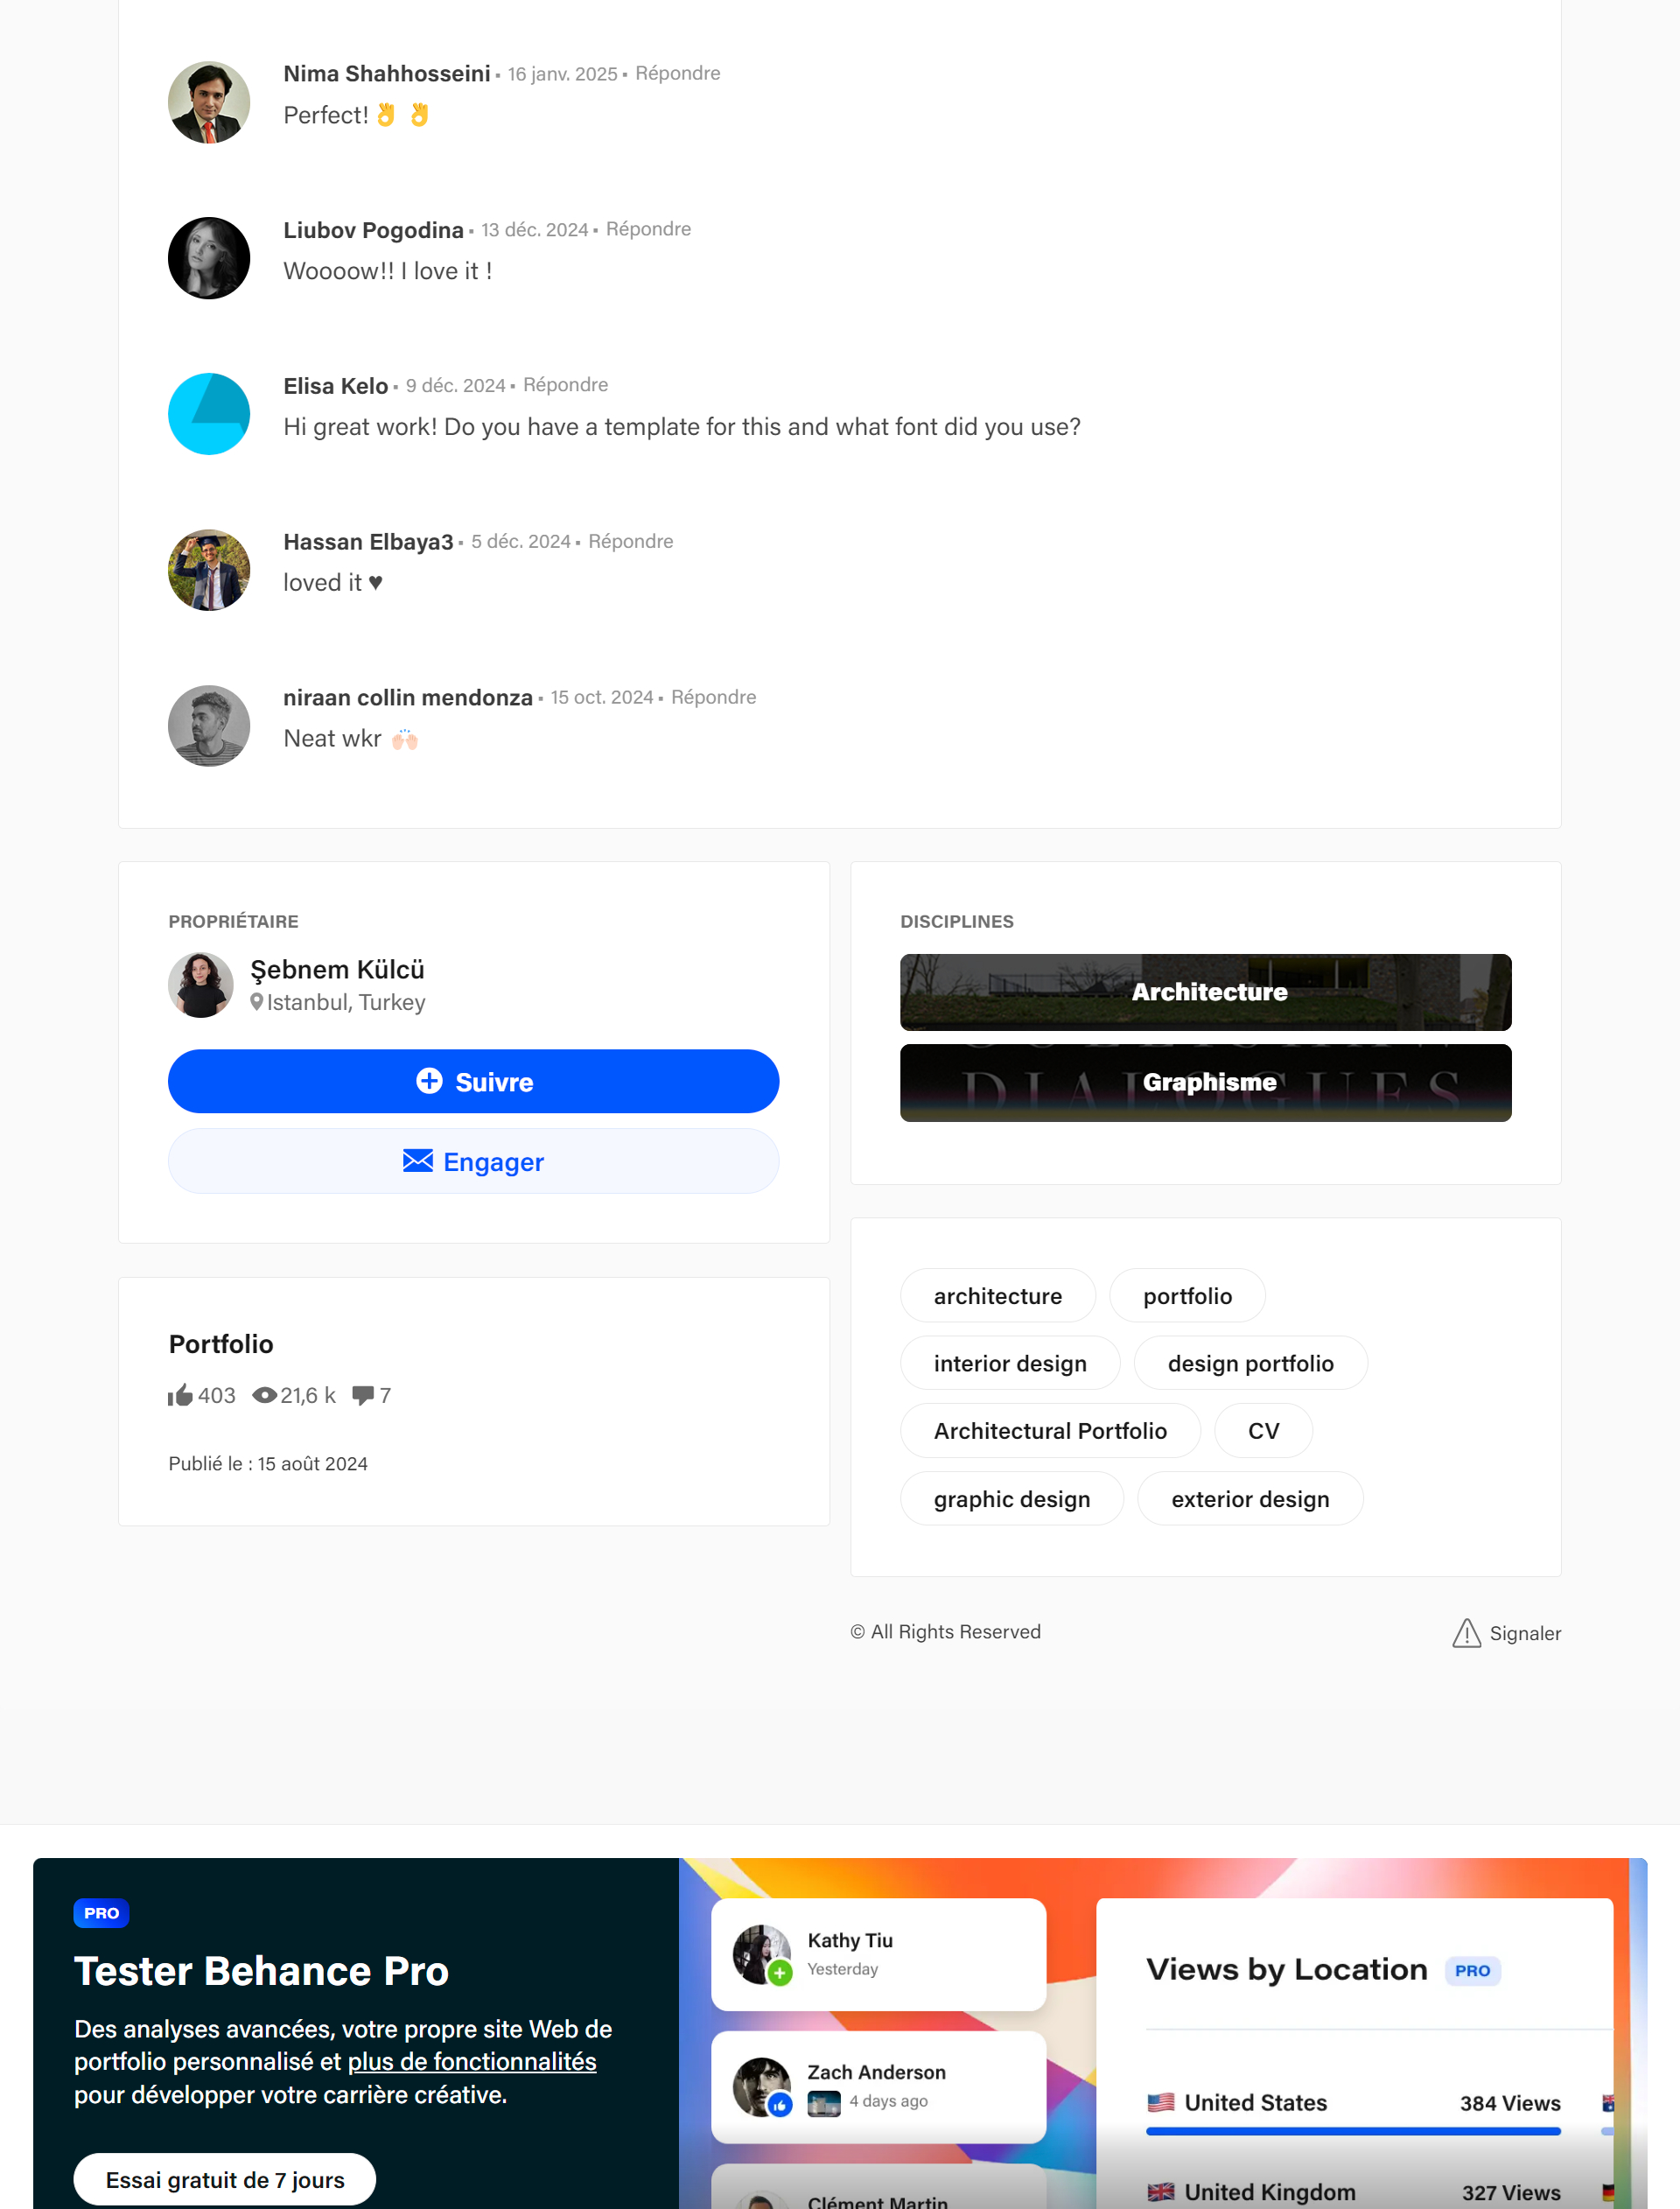 Nima Shahhosseini • 16 janv. 2025 • Répondre
Perfect! 👌 👌
Liubov Pogodina • 13 déc. 2024 • Répondre
Woooow!! I love it !
Elisa Kelo • 9 déc. 2024 • Répondre
Hi great work! Do you have a template for this and what font did you use?
Hassan Elbaya3 • 5 déc. 2024 • Répondre
loved it ♥
niraan collin mendonza • 15 oct. 2024 • Répondre
Neat wkr 🙌🏻
PROPRIÉTAIRE
Şebnem Külcü
Istanbul, Turkey
Suivre
Engager
Portfolio
403 21,6 k 7
Publié le : 15 août 2024
DISCIPLINES
Architecture
DIALOGUES
Graphisme
architecture portfolio
interior design design portfolio
Architectural Portfolio CV
graphic design exterior design
© All Rights Reserved
Signaler
PRO
Tester Behance Pro
Des analyses avancées, votre propre site Web de
portfolio personnalisé et plus de fonctionnalités
pour développer votre carrière créative.
Essai gratuit de 7 jours
Kathy Tiu
Yesterday
Zach Anderson
4 days ago
Clément Martin
Views by Location PRO
United States 384 Views
United Kingdom 327 Views